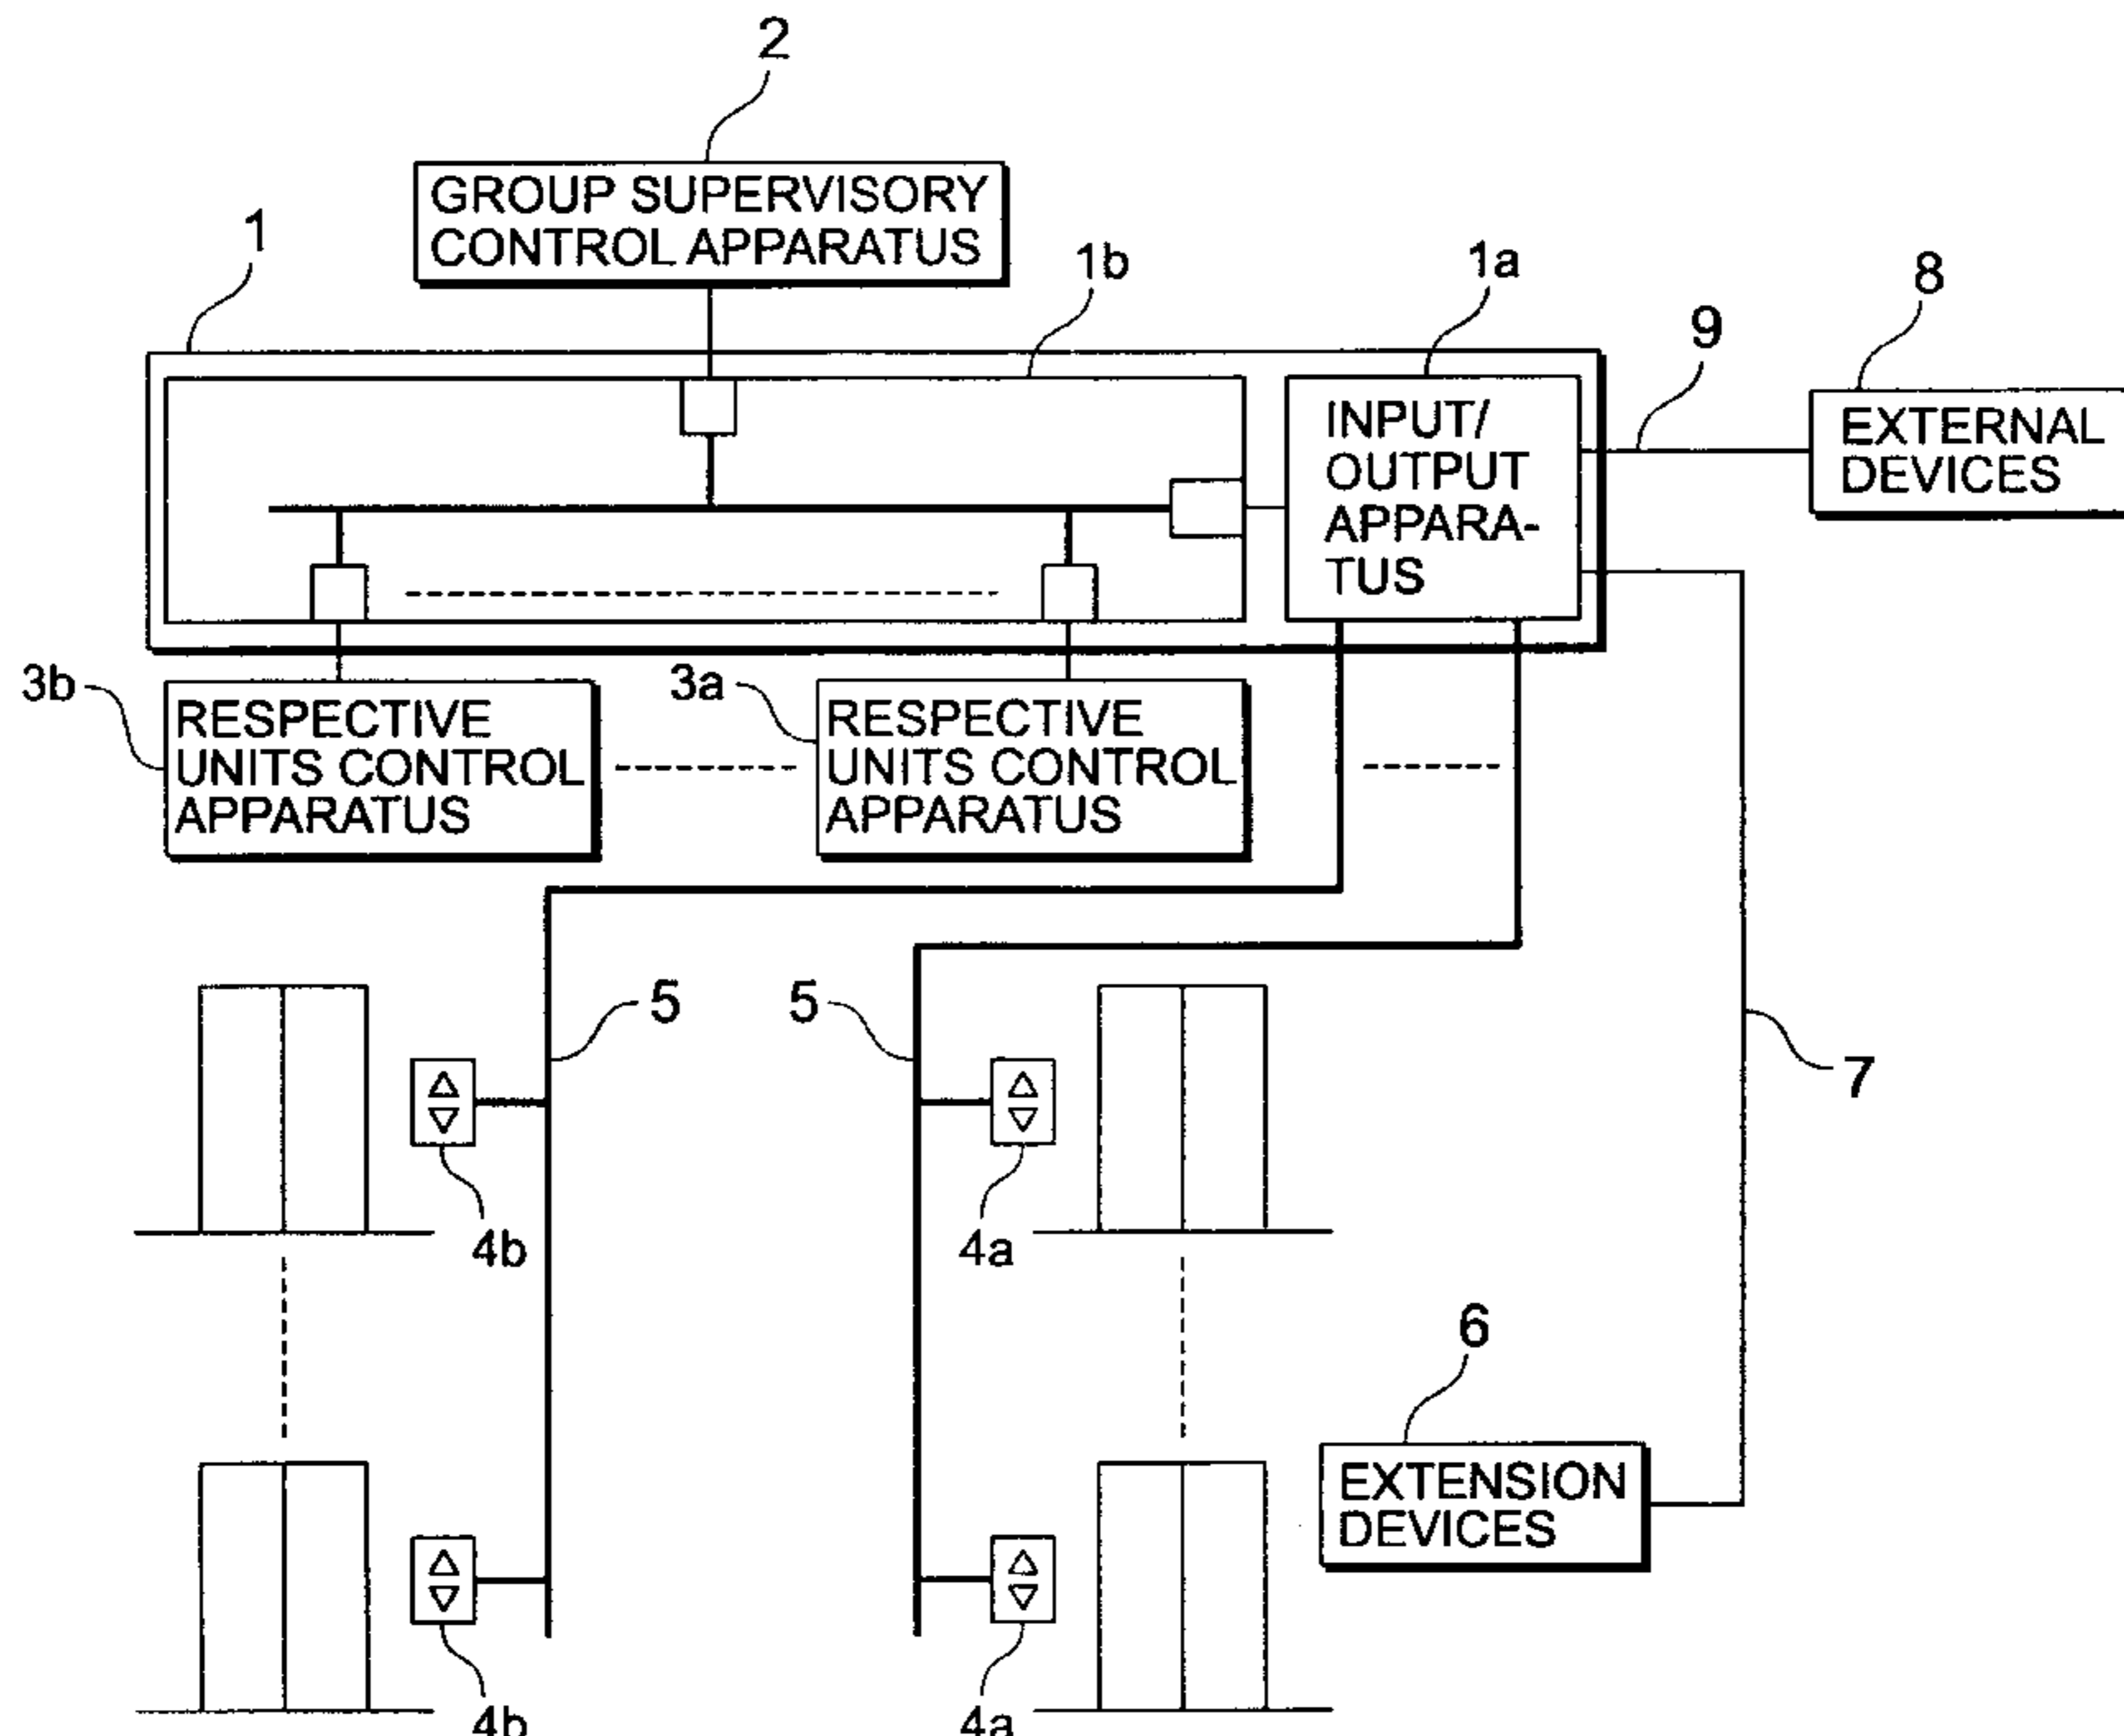 2
GROUP SUPERVISORY
CONTROL APPARATUS
1
1b
1a
8
9
INPUT/
OUTPUT
APPARA-
TUS
EXTERNAL
DEVICES
3b
RESPECTIVE
UNITS CONTROL
APPARATUS
3a
RESPECTIVE
UNITS CONTROL
APPARATUS
5
5
7
4b
4a
6
EXTENSION
DEVICES
4b
4a